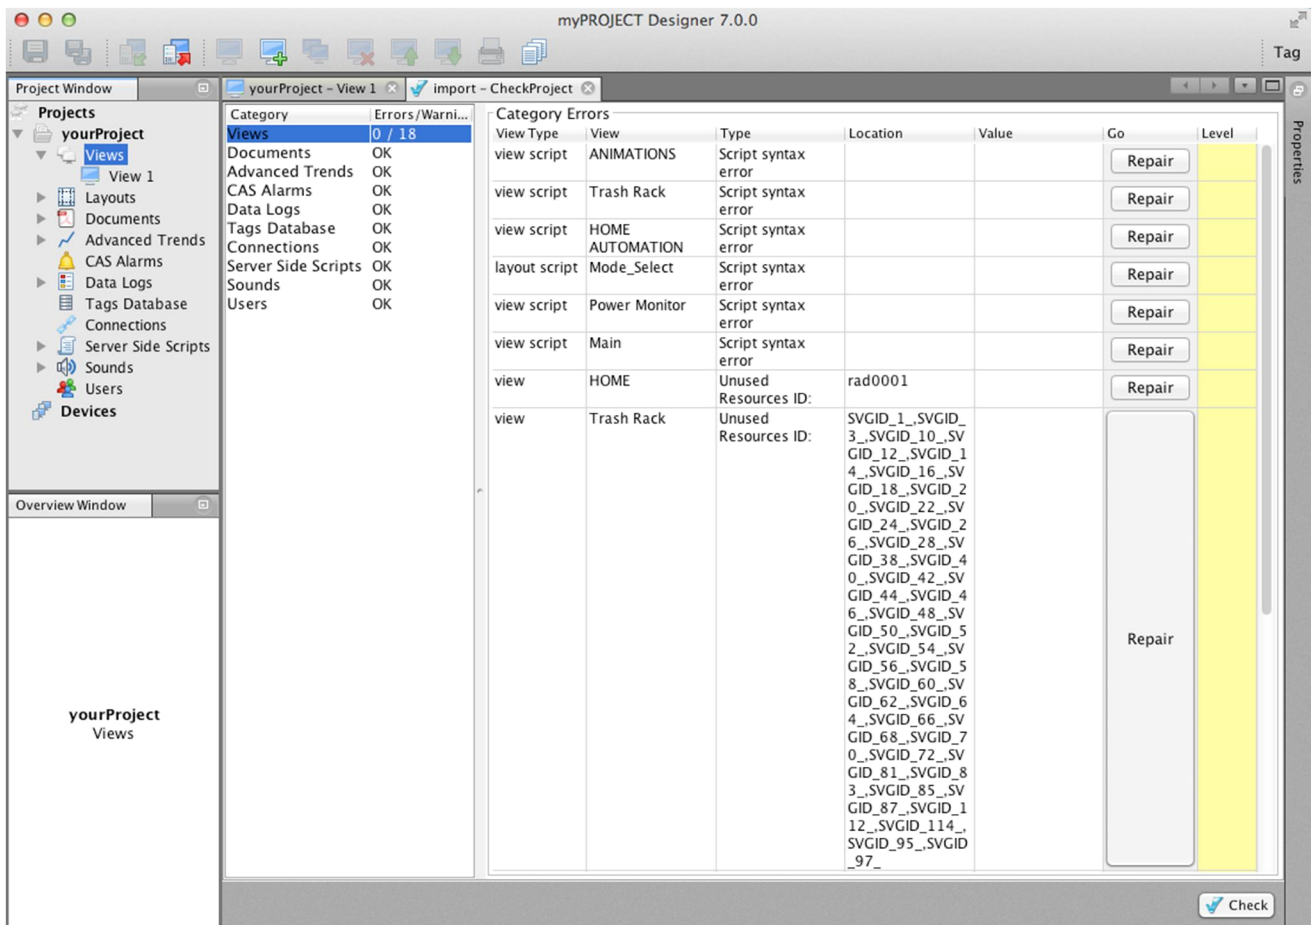 myPROJECT Designer 7.0.0
Tag
Project Window
yourProject – View 1
import – CheckProject
Projects
yourProject
Views
View 1
Layouts
Documents
Advanced Trends
CAS Alarms
Data Logs
Tags Database
Connections
Server Side Scripts
Sounds
Users
Devices
Overview Window
yourProject
Views
Category Errors/Warni...
Views 0 / 18
Documents OK
Advanced Trends OK
CAS Alarms OK
Data Logs OK
Tags Database OK
Connections OK
Server Side Scripts OK
Sounds OK
Users OK
Category Errors
View Type View Type Location Value Go Level
view script ANIMATIONS Script syntax Repair
error
view script Trash Rack Script syntax Repair
error
view script HOME Script syntax Repair
AUTOMATION error
layout script Mode_Select Script syntax Repair
error
view script Power Monitor Script syntax Repair
error
view script Main Script syntax Repair
error
view HOME Unused rad0001 Repair
Resources ID:
view Trash Rack Unused SVGID_1_,SVGID_
Resources ID: 3_,SVGID_10_,SV
GID_12_,SVGID_1
4_,SVGID_16_,SV
GID_18_,SVGID_2
0_,SVGID_22_,SV
GID_24_,SVGID_2
6_,SVGID_28_,SV
GID_38_,SVGID_4
0_,SVGID_42_,SV
GID_44_,SVGID_4
6_,SVGID_48_,SV
GID_50_,SVGID_5
2_,SVGID_54_,SV
GID_56_,SVGID_5
8_,SVGID_60_,SV
GID_62_,SVGID_6
4_,SVGID_66_,SV
GID_68_,SVGID_7
0_,SVGID_72_,SV
GID_81_,SVGID_8
3_,SVGID_85_,SV
GID_87_,SVGID_1
12_,SVGID_114_,
SVGID_95_,SVGID
_97_
Repair
Check
Properties